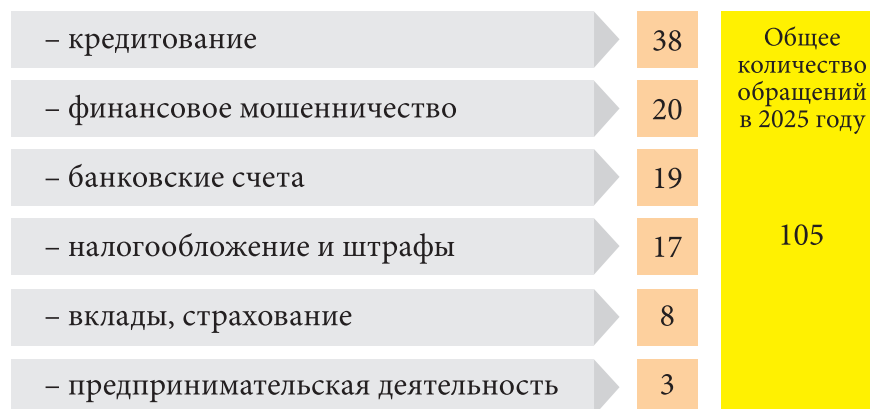 – кредитование
38
– финансовое мошенничество
20
– банковские счета
19
– налогообложение и штрафы
17
– вклады, страхование
8
– предпринимательская деятельность
3
Общее
количество
обращений
в 2025 году
105